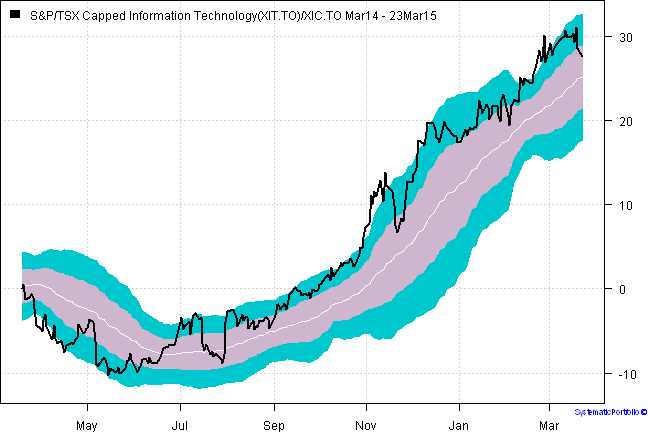 S&P/TSX Capped Information Technology(XIT.TO)/XIC.TO Mar14 - 23Mar15
30
20
10
0
-10
May Jul Sep Nov Jan Mar
SystematicPortfolio ©